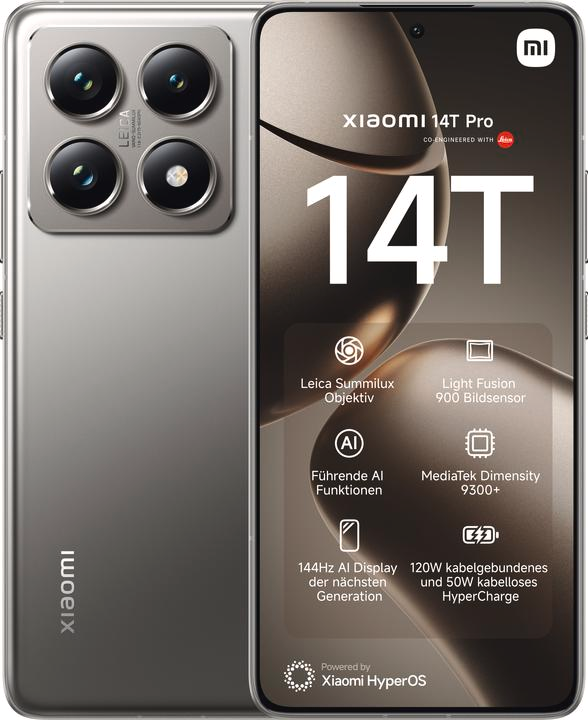 LEICA
xiaomi
xiaomi 14T Pro
CO-ENGINEERED WITH Leica
14T
Leica Summilux
Objektiv
Light Fusion
900 Bildsensor
AI
Führende AI
Funktionen
MediaTek Dimensity
9300+
144Hz AI Display
der nächsten
Generation
120W kabelgebundenes
und 50W kabelloses
HyperCharge
Powered by
Xiaomi HyperOS